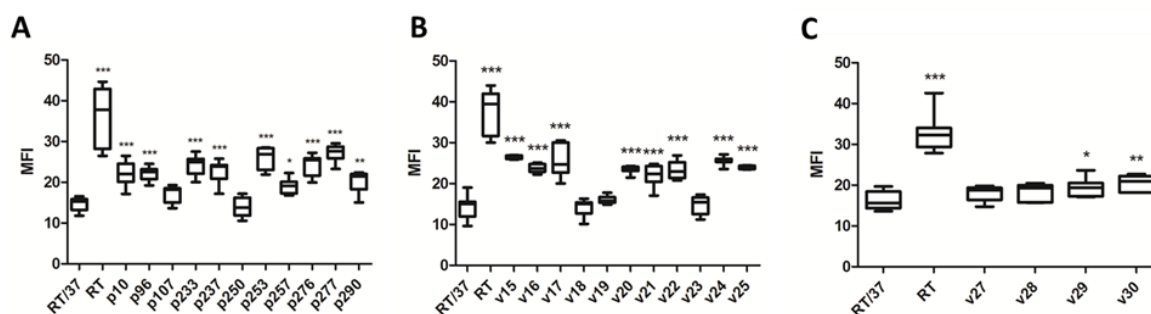 A
MFI
50
40
30
20
10
0
***
***
***
***
***
***
*
***
***
**
RT/37
RT
p10
p96
p107
p233
p237
p250
p253
p257
p276
p277
p290
B
MFI
50
40
30
20
10
0
***
***
***
***
***
***
***
***
***
RT/37
RT
v15
v16
v17
v18
v19
v20
v21
v22
v23
v24
v25
C
MFI
50
40
30
20
10
0
***
*
**
RT/37
RT
v27
v28
v29
v30